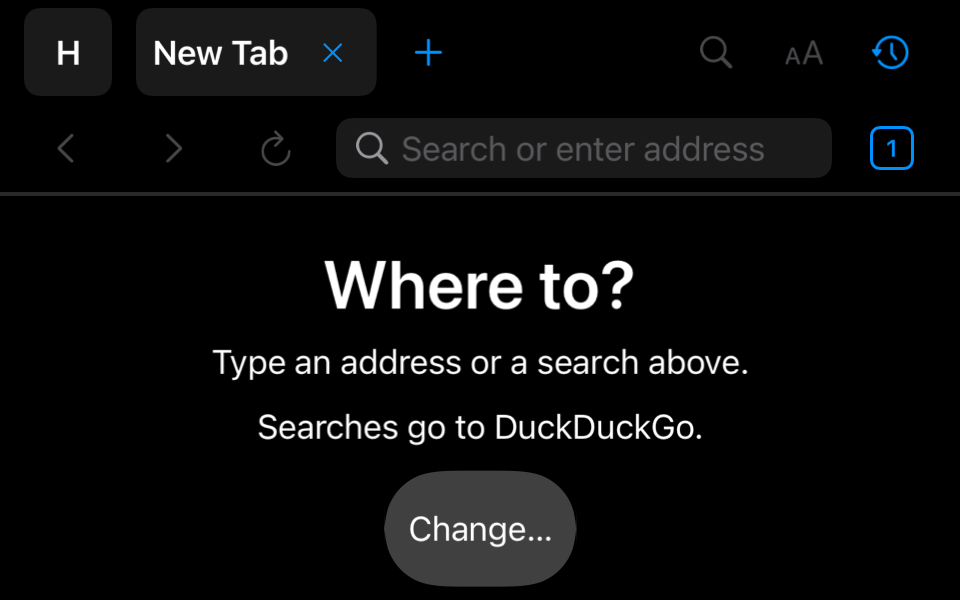 H
New Tab
AA
Search or enter address
1
Where to?
Type an address or a search above.
Searches go to DuckDuckGo.
Change...